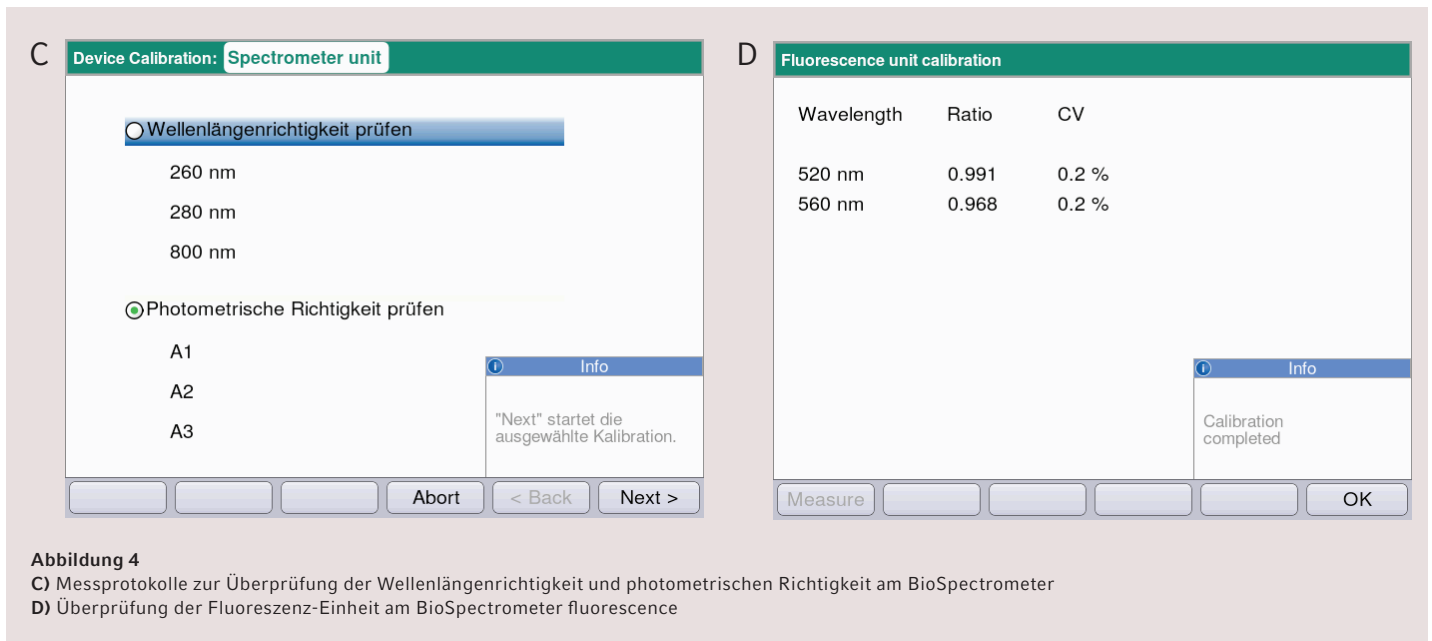 C
Device Calibration: Spectrometer unit
Wellenlängenrichtigkeit prüfen
260 nm
280 nm
800 nm
Photometrische Richtigkeit prüfen
A1
A2
A3
Info
"Next" startet die
ausgewählte Kalibration.
Abort
< Back
Next >
D
Fluorescence unit calibration
Wavelength Ratio CV
520 nm 0.991 0.2 %
560 nm 0.968 0.2 %
Info
Calibration
completed
Measure
OK
Abbildung 4
C) Messprotokolle zur Überprüfung der Wellenlängenrichtigkeit und photometrischen Richtigkeit am BioSpectrometer
D) Überprüfung der Fluoreszenz-Einheit am BioSpectrometer fluorescence